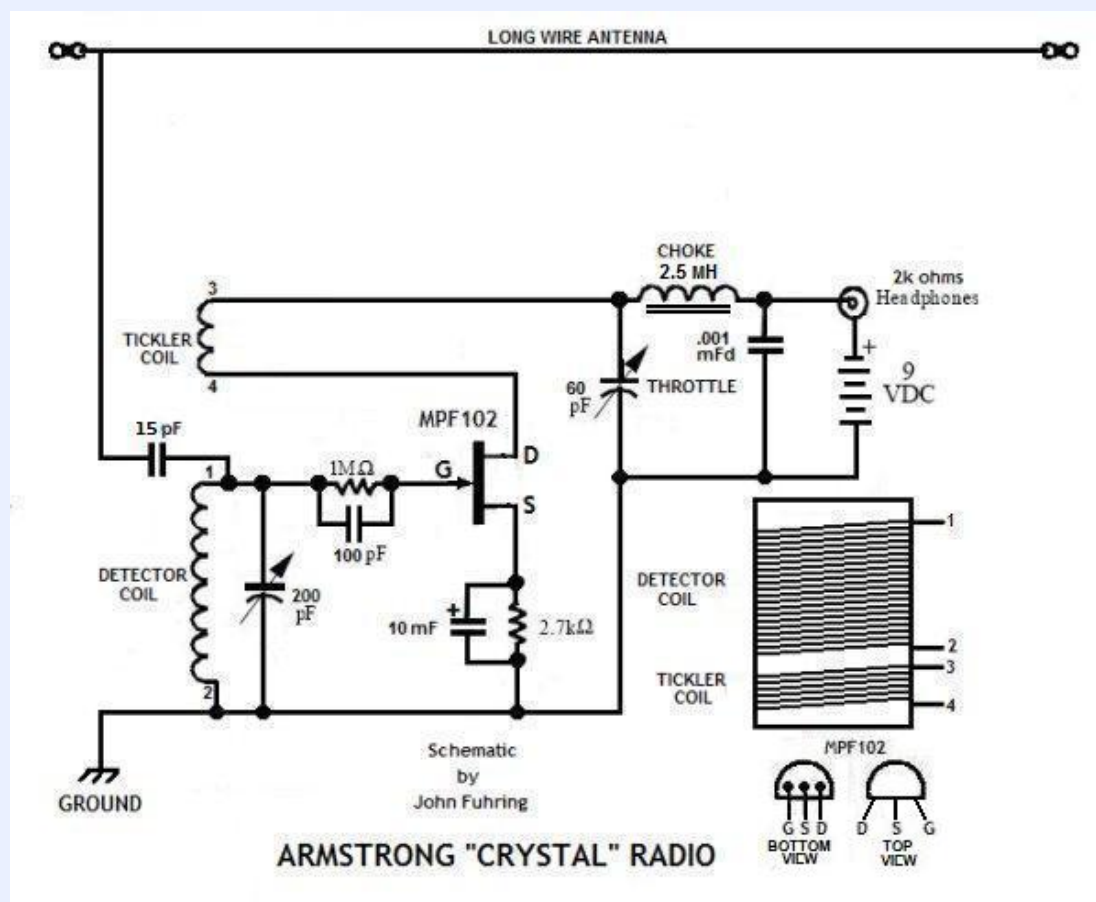 LONG WIRE ANTENNA
CHOKE
2.5 MH
2k ohms
Headphones
3
TICKLER
COIL
4
.001
mFd
+
9
VDC
60
pF
THROTTLE
MPF102
15 pF
1
1MΩ
G
D
S
100 pF
DETECTOR
COIL
200
pF
2
+
10 mF
2.7kΩ
DETECTOR
COIL
1
2
3
TICKLER
COIL
4
GROUND
Schematic
by
John Fuhring
MPF102
G S D
BOTTOM
VIEW
D S G
TOP
VIEW
ARMSTRONG "CRYSTAL" RADIO